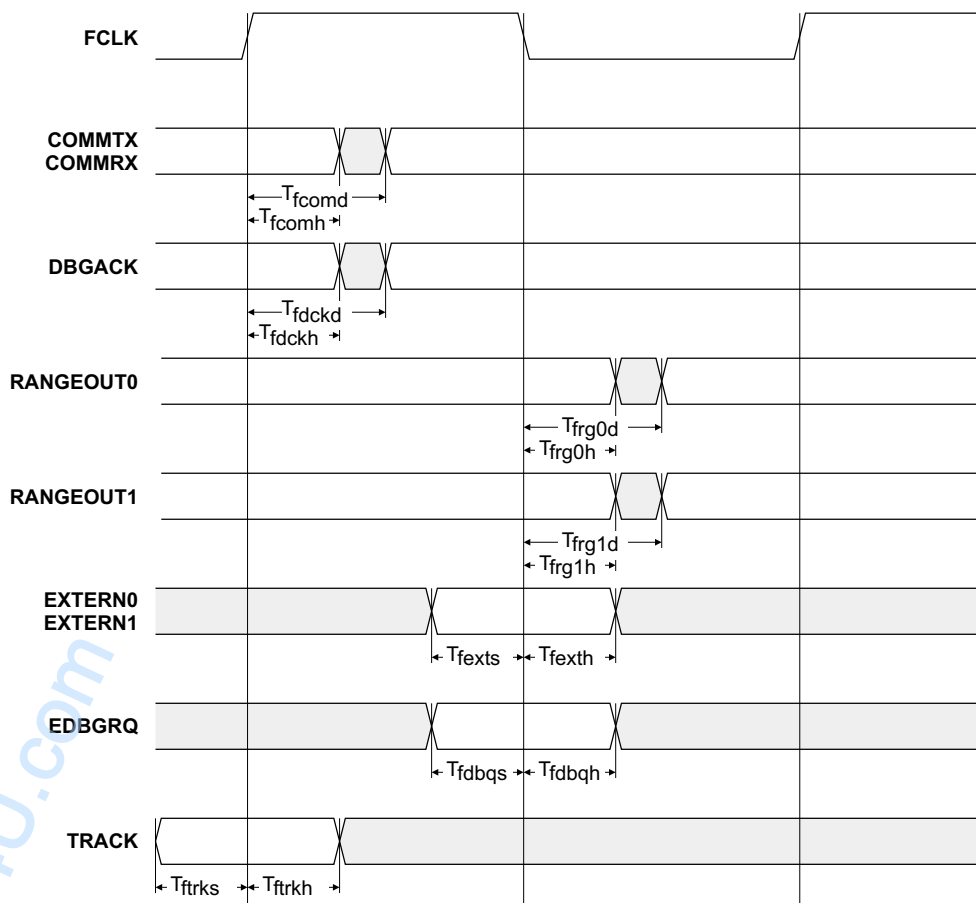 FCLK
COMMTX
COMMRX
Tfcomd
Tfcomh
DBGACK
Tfdckd
Tfdckh
RANGEOUT0
Tfrg0d
Tfrg0h
RANGEOUT1
Tfrg1d
Tfrg1h
EXTERN0
EXTERN1
Tfexts Tfexth
EDBGRQ
Tfdbqs Tfdbqh
TRACK
Tftrks Tftrkh
U.com